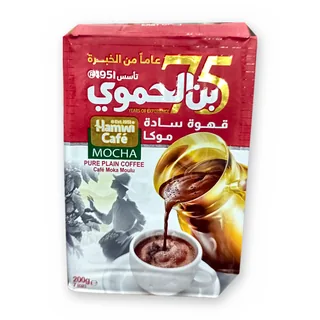 75 عاماً من الخبرة
تأسس 1951
YEARS OF EXPERIENCE
بن الحموي
قهوة سادة
موكا
Hamwi
Café
MOCHA
PURE PLAIN COFFEE
Café Moka Moulu
200g ℮